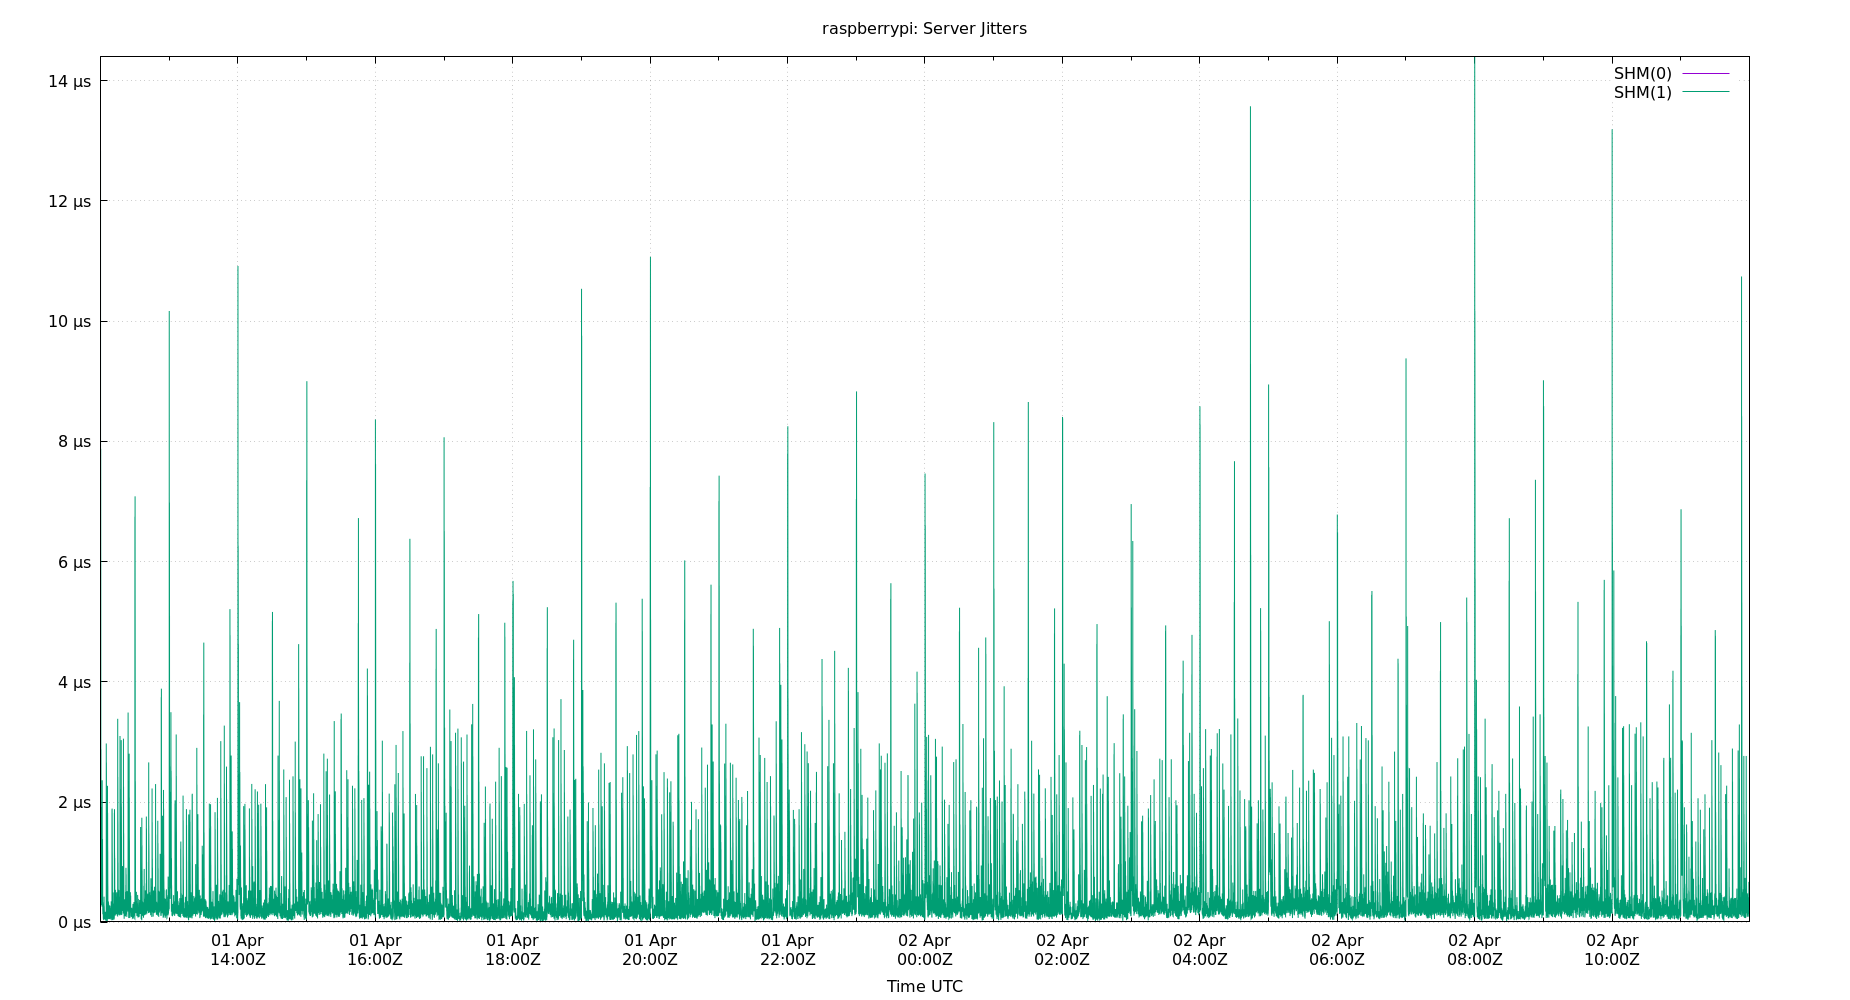 raspberrypi: Server Jitters
SHM(0)
SHM(1)
14 µs
12 µs
10 µs
8 µs
6 µs
4 µs
2 µs
0 µs
01 Apr 01 Apr 01 Apr 01 Apr 01 Apr 02 Apr 02 Apr 02 Apr 02 Apr 02 Apr 02 Apr
14:00Z 16:00Z 18:00Z 20:00Z 22:00Z 00:00Z 02:00Z 04:00Z 06:00Z 08:00Z 10:00Z
Time UTC